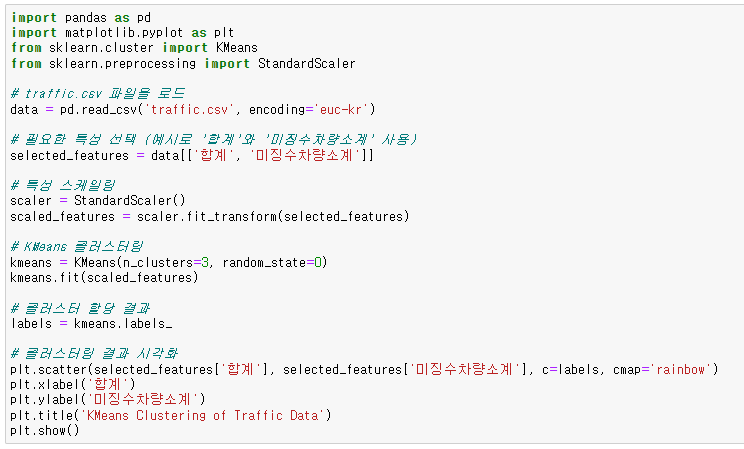 import pandas as pd
import matplotlib.pyplot as plt
from sklearn.cluster import KMeans
from sklearn.preprocessing import StandardScaler
# traffic.csv 파일을 로드
data = pd.read_csv('traffic.csv', encoding='euc-kr')
# 필요한 특성 선택 (예시로 '합계'와 '미징수차량소계' 사용)
selected_features = data[['합계', '미징수차량소계']]
# 특성 스케일링
scaler = StandardScaler()
scaled_features = scaler.fit_transform(selected_features)
# KMeans 클러스터링
kmeans = KMeans(n_clusters=3, random_state=0)
kmeans.fit(scaled_features)
# 클러스터 할당 결과
labels = kmeans.labels_
# 클러스터링 결과 시각화
plt.scatter(selected_features['합계'], selected_features['미징수차량소계'], c=labels, cmap='rainbow')
plt.xlabel('합계')
plt.ylabel('미징수차량소계')
plt.title('KMeans Clustering of Traffic Data')
plt.show()